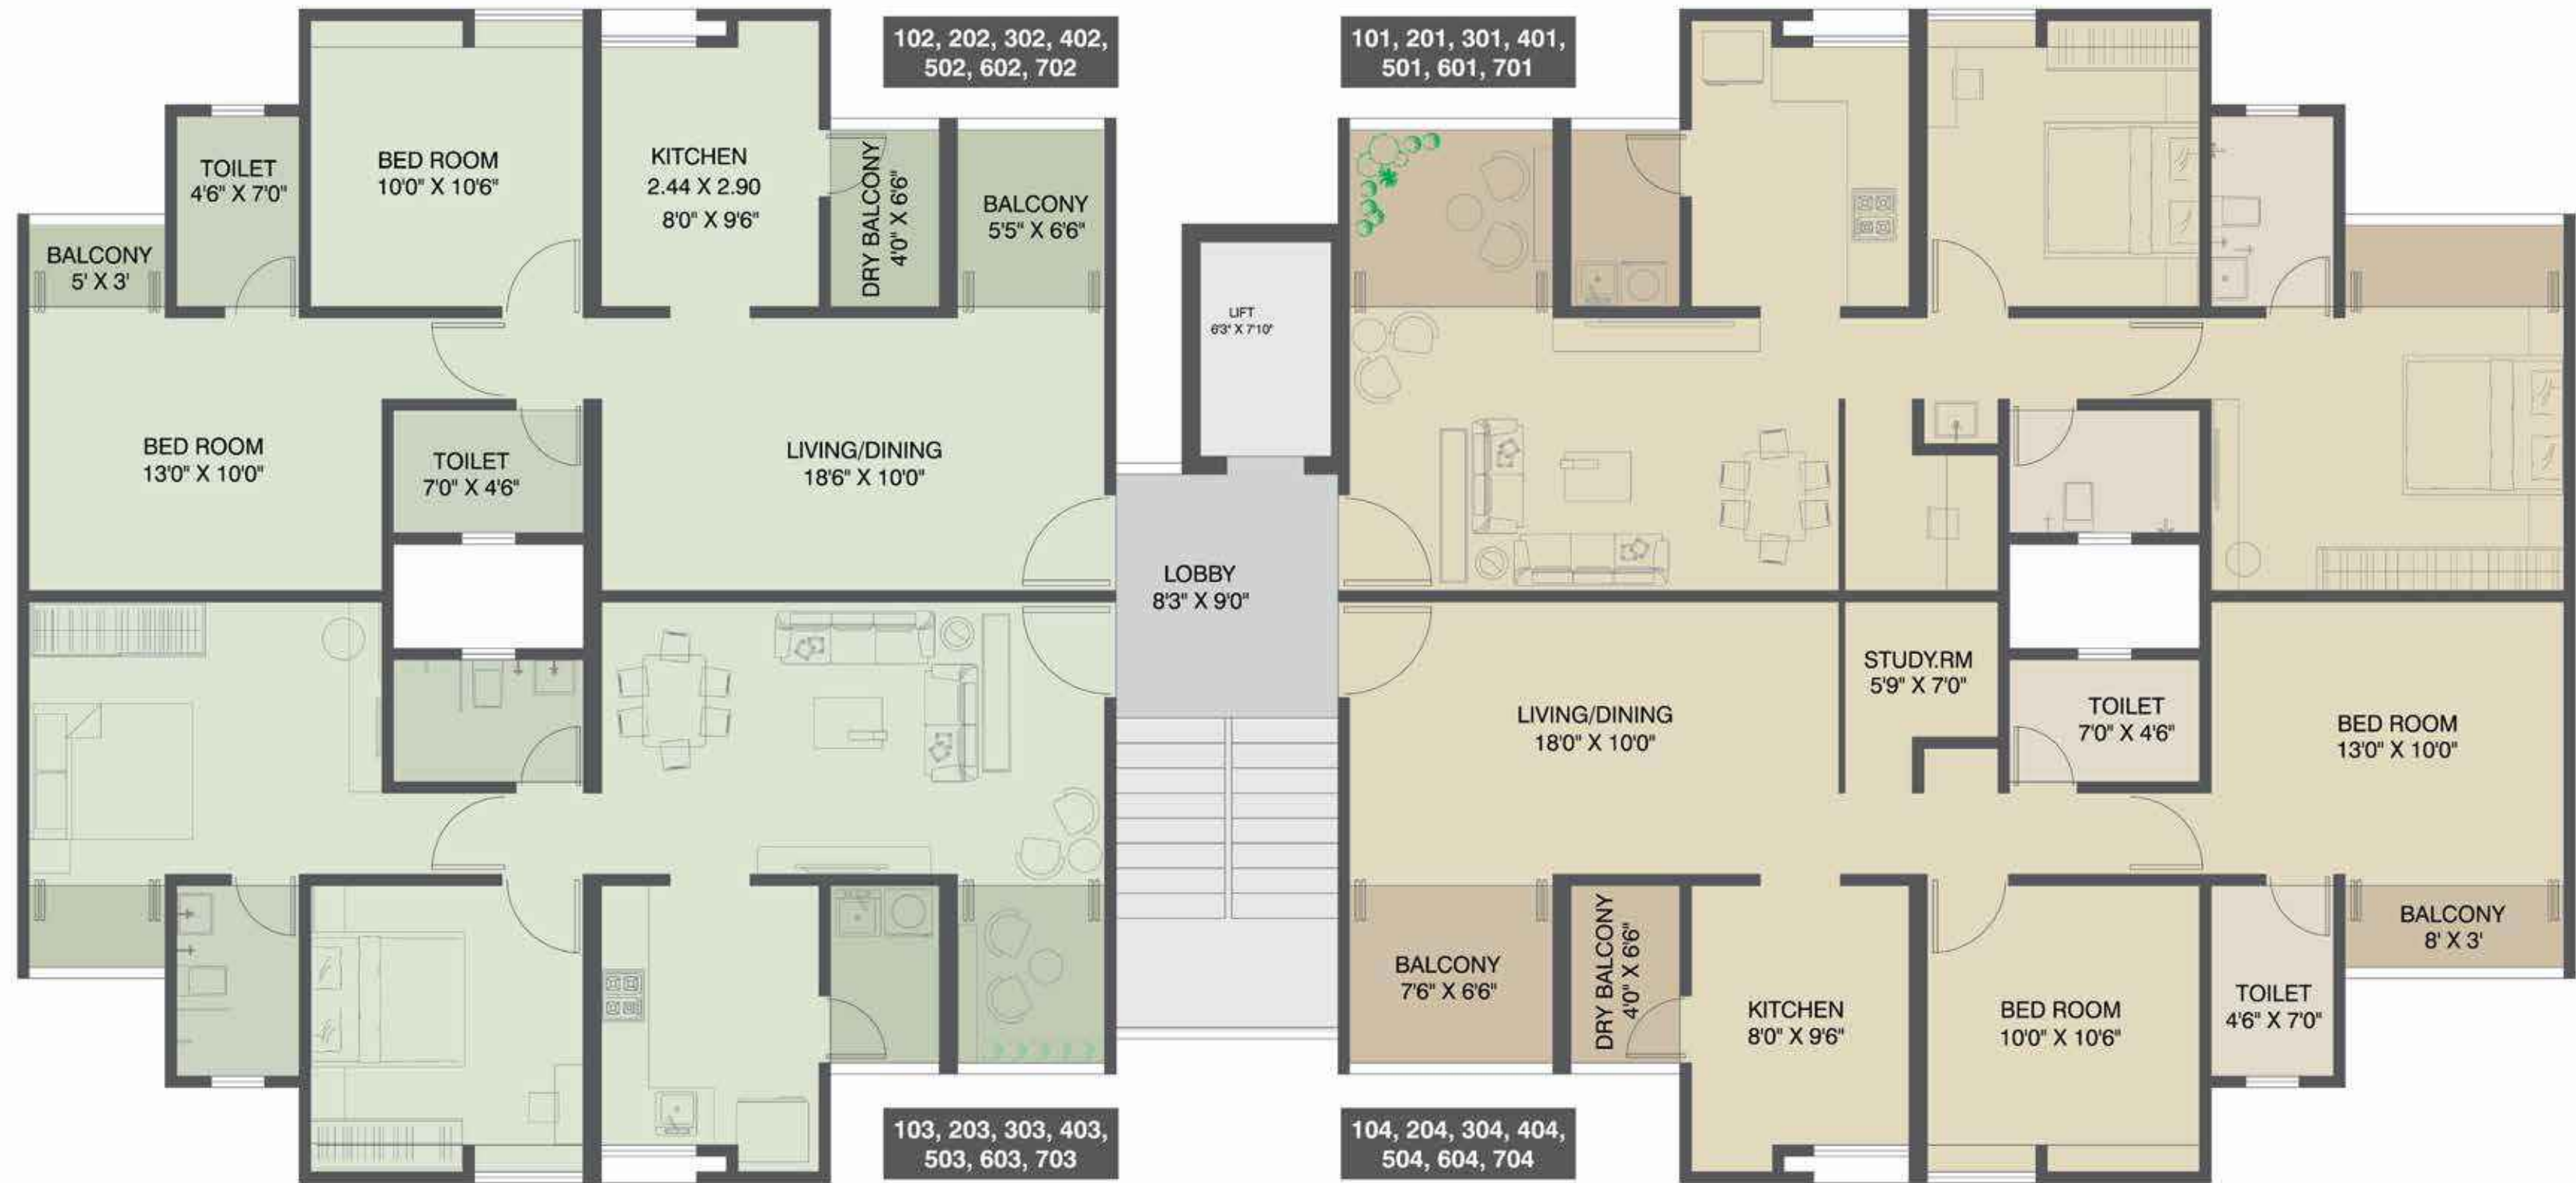 102, 202, 302, 402,
502, 602, 702
101, 201, 301, 401,
501, 601, 701
TOILET
4'6" X 7'0"
BED ROOM
10'0" X 10'6"
KITCHEN
2.44 X 2.90
8'0" X 9'6"
DRY BALCONY
4'0" X 6'6"
BALCONY
5'5" X 6'6"
BALCONY
5' X 3'
LIFT
6'3" X 7'10"
BED ROOM
13'0" X 10'0"
TOILET
7'0" X 4'6"
LIVING/DINING
18'6" X 10'0"
LOBBY
8'3" X 9'0"
STUDY.RM
5'9" X 7'0"
LIVING/DINING
18'0" X 10'0"
TOILET
7'0" X 4'6"
BED ROOM
13'0" X 10'0"
BALCONY
7'6" X 6'6"
DRY BALCONY
4'0" X 6'6"
KITCHEN
8'0" X 9'6"
BED ROOM
10'0" X 10'6"
TOILET
4'6" X 7'0"
BALCONY
8' X 3'
103, 203, 303, 403,
503, 603, 703
104, 204, 304, 404,
504, 604, 704